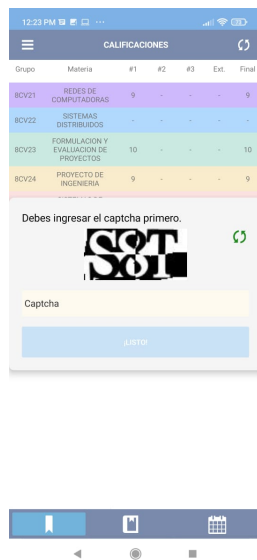 12:23 PM
CALIFICACIONES
Grupo Materia #1 #2 #3 Ext. Final
8CV21 REDES DE COMPUTADORAS 9 - - - 9
8CV22 SISTEMAS DISTRIBUIDOS - - - - -
8CV23 FORMULACION Y EVALUACION DE PROYECTOS 10 - - - 10
8CV24 PROYECTO DE INGENIERIA 9 - - - 9
Debes ingresar el captcha primero.
Captcha
¡LISTO!